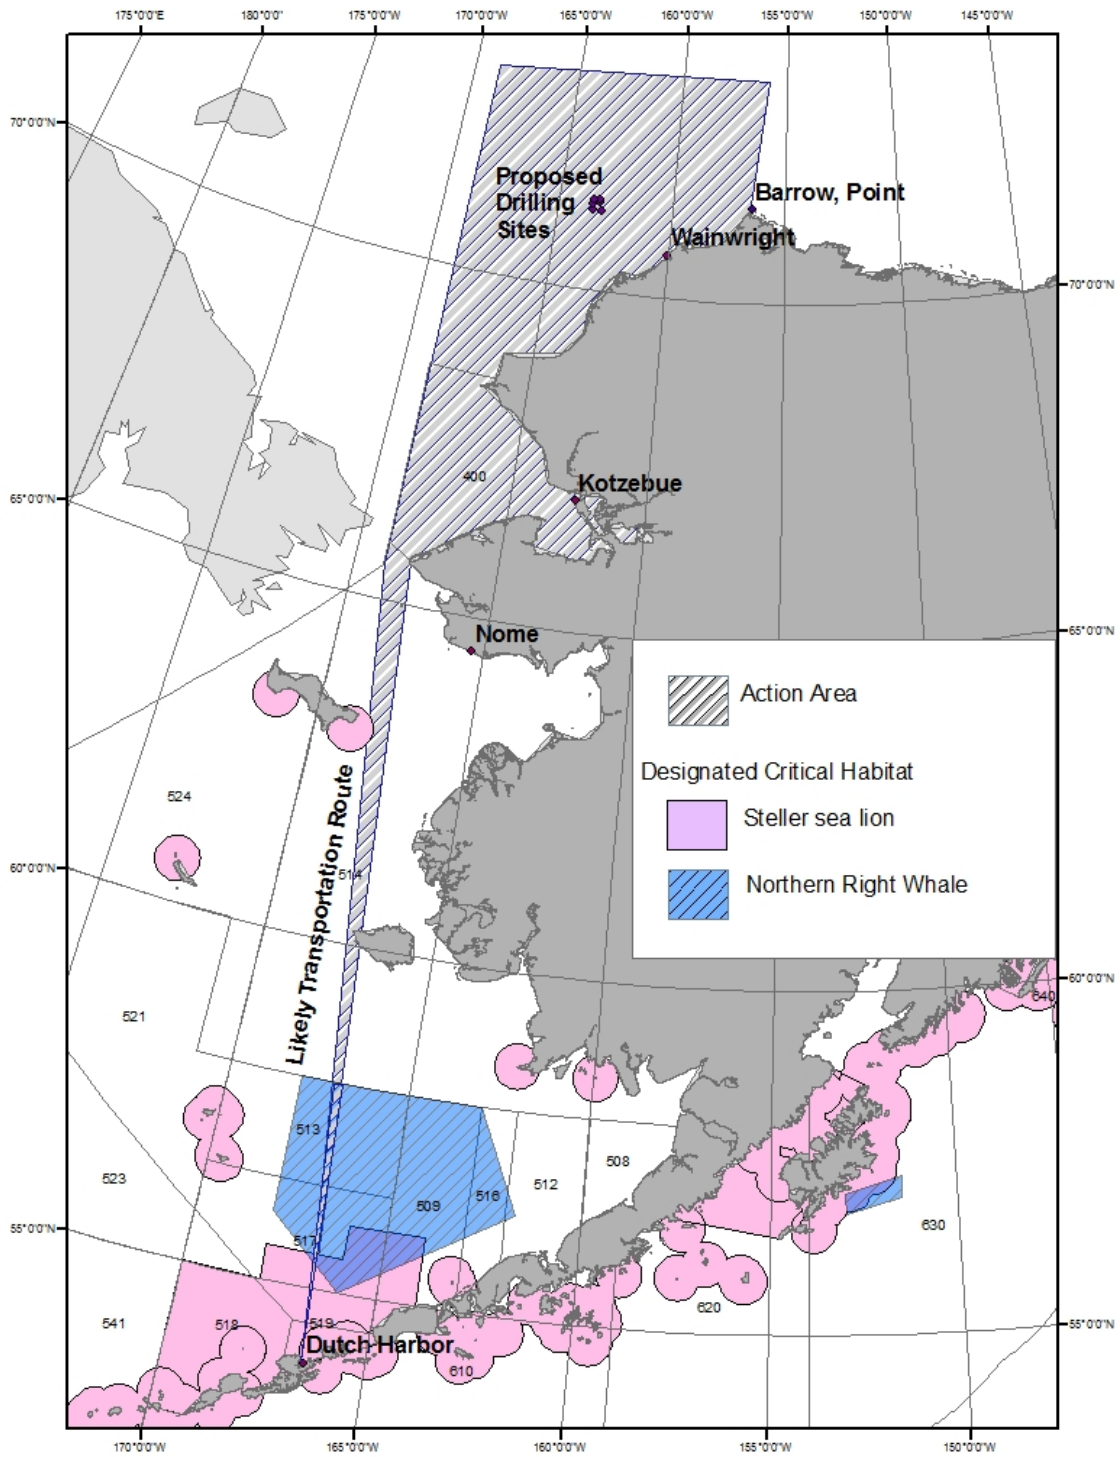 175°0'0"E 180°0'0" 175°0'0"W 170°0'0"W 165°0'0"W 160°0'0"W 155°0'0"W 150°0'0"W 145°0'0"W
70°0'0"N
Proposed
Drilling
Sites
Barrow, Point
Wainwright
70°0'0"N
400
Kotzebue
65°0'0"N
Nome
65°0'0"N
Action Area
Designated Critical Habitat
Steller sea lion
Northern Right Whale
524
Likely Transportation Route
514
60°0'0"N
60°0'0"N
640
521
513
508
523
512
516
509
630
55°0'0"N
517
620
541
518
519
55°0'0"N
Dutch Harbor
610
170°0'0"W 165°0'0"W 160°0'0"W 155°0'0"W 150°0'0"W